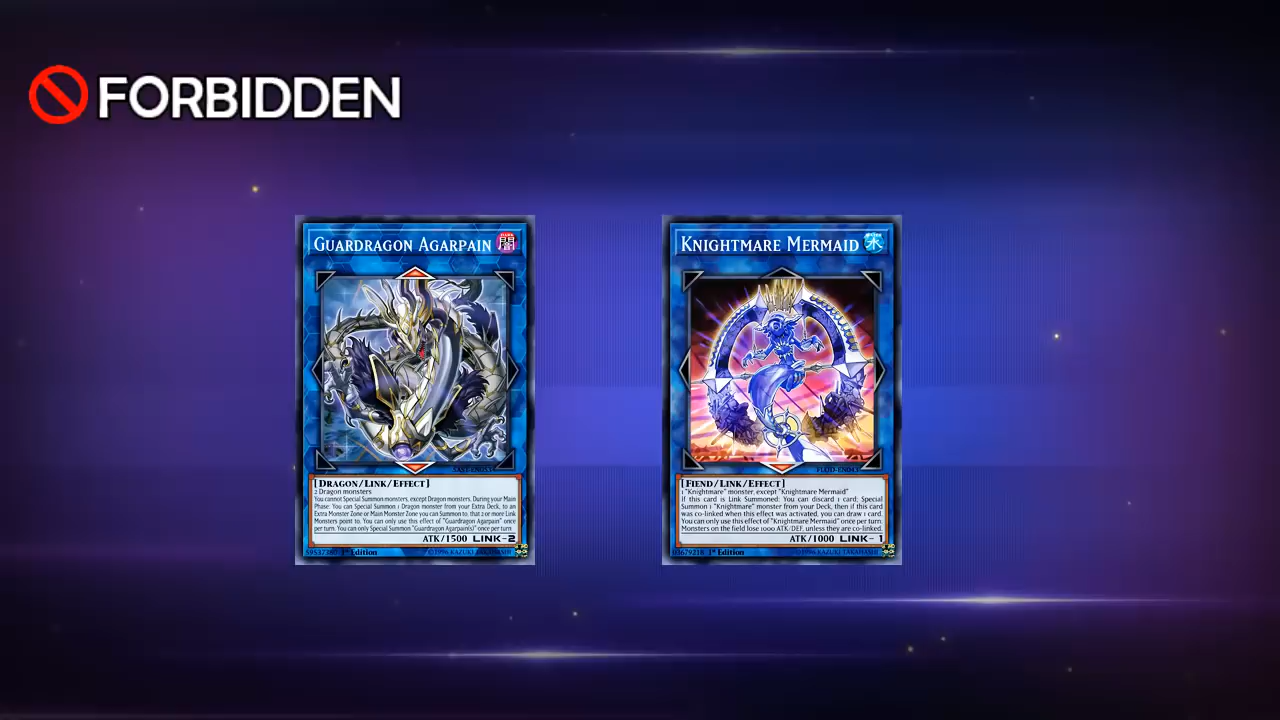 FORBIDDEN
GUARDRAGON AGARPAIN 闇
[DRAGON/LINK/EFFECT]
2 Dragon monsters
You cannot Special Summon monsters, except Dragon monsters. During your Main
Phase: You can Special Summon 1 Dragon monster from your Extra Deck, to an
Extra Monster Zone or Main Monster Zone you can Summon to, that 2 or more Link
Monsters point to. You can only use this effect of "Guardragon Agarpain" once
per turn. You can only Special Summon "Guardragon Agarpain(s)" once per turn
ATK/1500 LINK-2
1st Edition ©1996 KAZUKI TAKAHASHI
KNIGHTMARE MERMAID 水
[FIEND/LINK/EFFECT]
1 "Knightmare" monster, except "Knightmare Mermaid"
If this card is Link Summoned: You can discard 1 card; Special
Summon 1 "Knightmare" monster from your Deck, then if this card
was co-linked when this effect was activated, you can draw 1 card.
You can only use this effect of "Knightmare Mermaid" once per turn.
Monsters on the field lose 1000 ATK/DEF, unless they are co-linked.
ATK/1000 LINK-1
1st Edition ©1996 KAZUKI TAKAHASHI